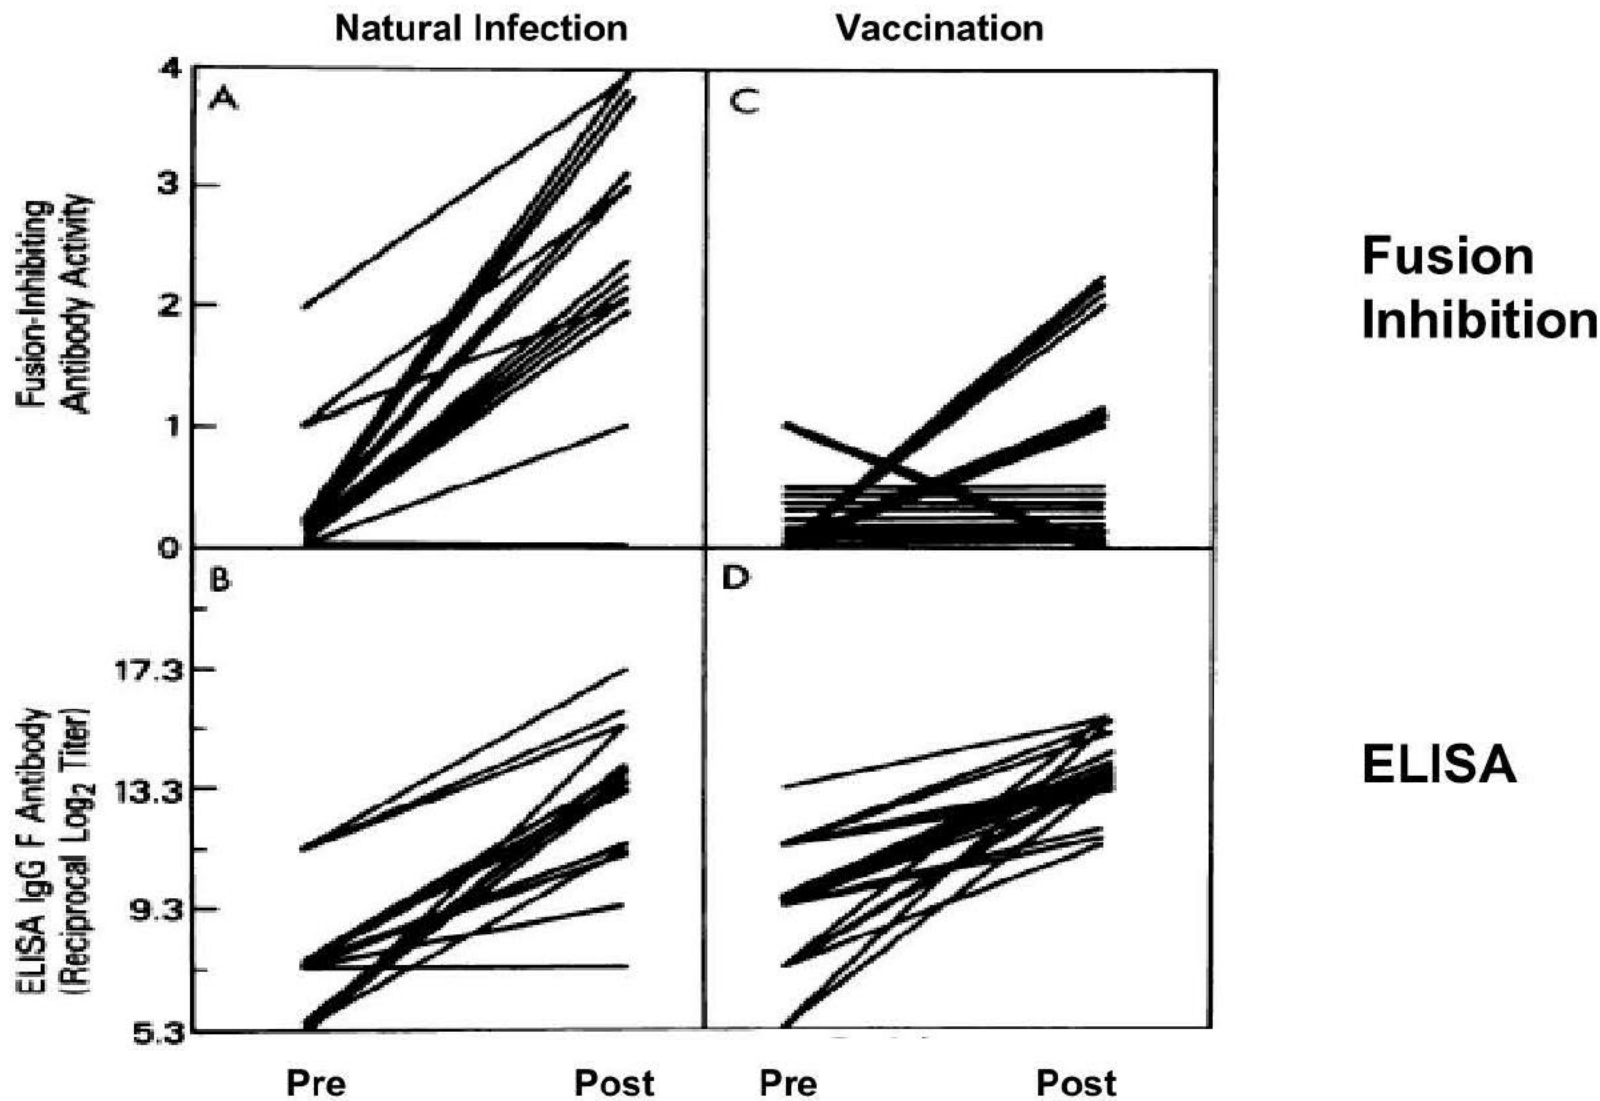 Natural Infection
Vaccination
Fusion-Inhibiting
Antibody Activity
4
3
2
1
0
A
C
Fusion
Inhibition
ELISA IgG F Antibody
(Reciprocal Log2 Titer)
17.3
13.3
9.3
5.3
B
D
ELISA
Pre
Post
Pre
Post